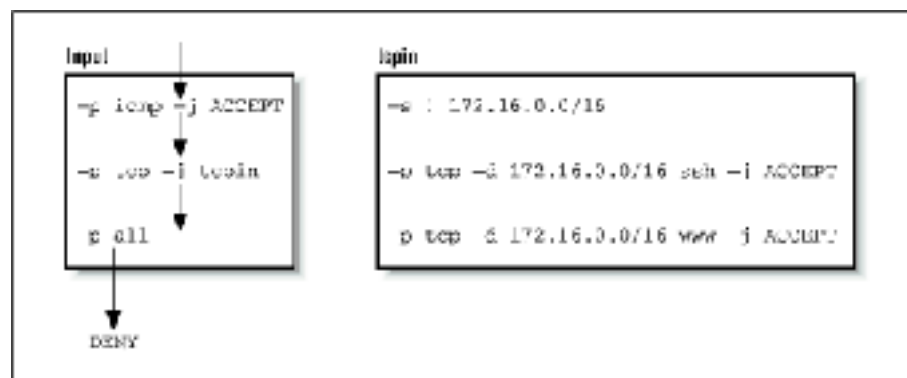 Input
-p icmp -j ACCEPT
-p tcp -j tcpin
-p all
DENY
tcpin
-s ! 172.16.0.0/16
-p tcp -d 172.16.0.0/16 ssh -j ACCEPT
-p tcp -d 172.16.0.0/16 www -j ACCEPT